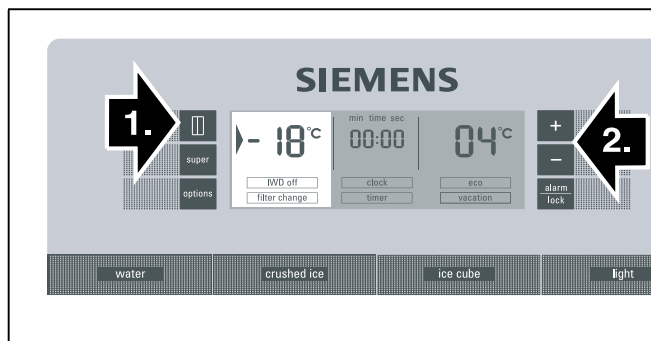 SIEMENS
1.
min time sec
- 18°C
00:00
04°C
+
2.
super
−
options
IWD off
clock
eco
alarm
lock
filter change
timer
vacation
water
crushed ice
ice cube
light